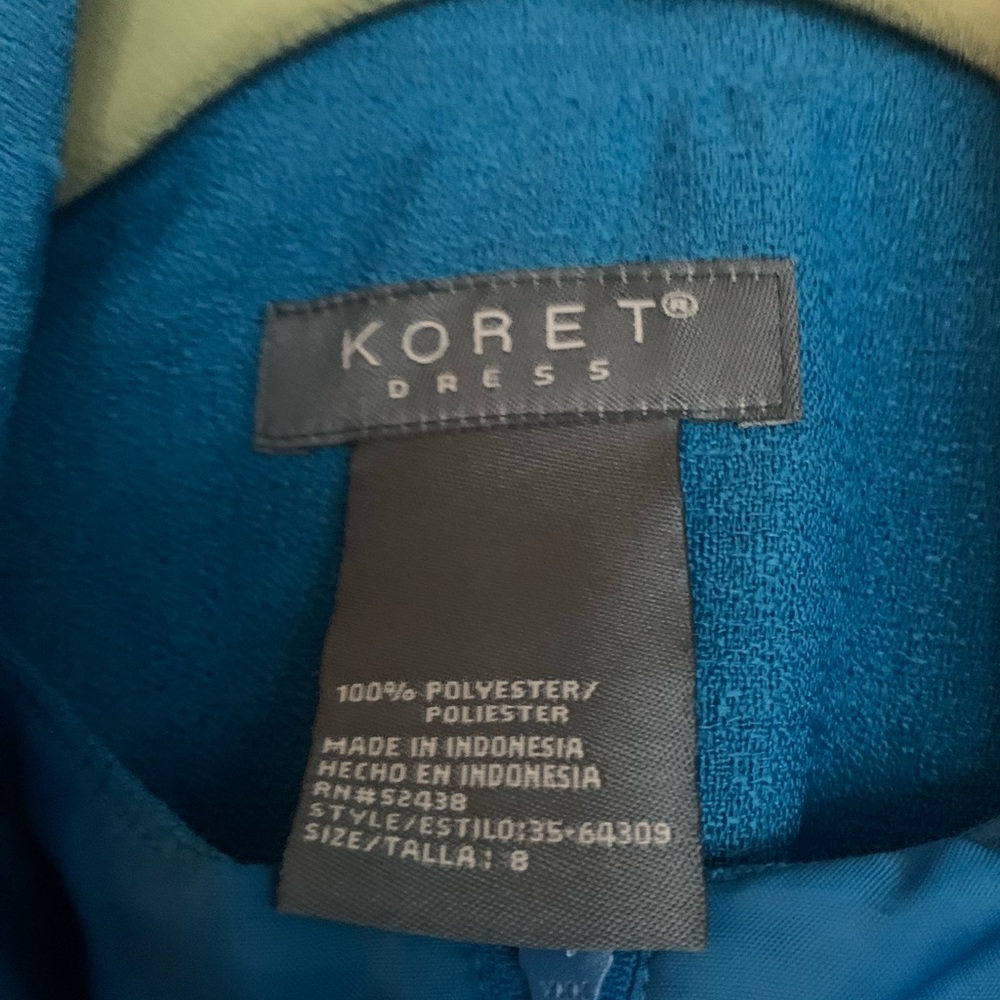 KORET®
DRESS
100% POLYESTER/
POLIESTER
MADE IN INDONESIA
HECHO EN INDONESIA
RN#52438
STYLE/ESTILO:35-64309
SIZE/TALLA: 8